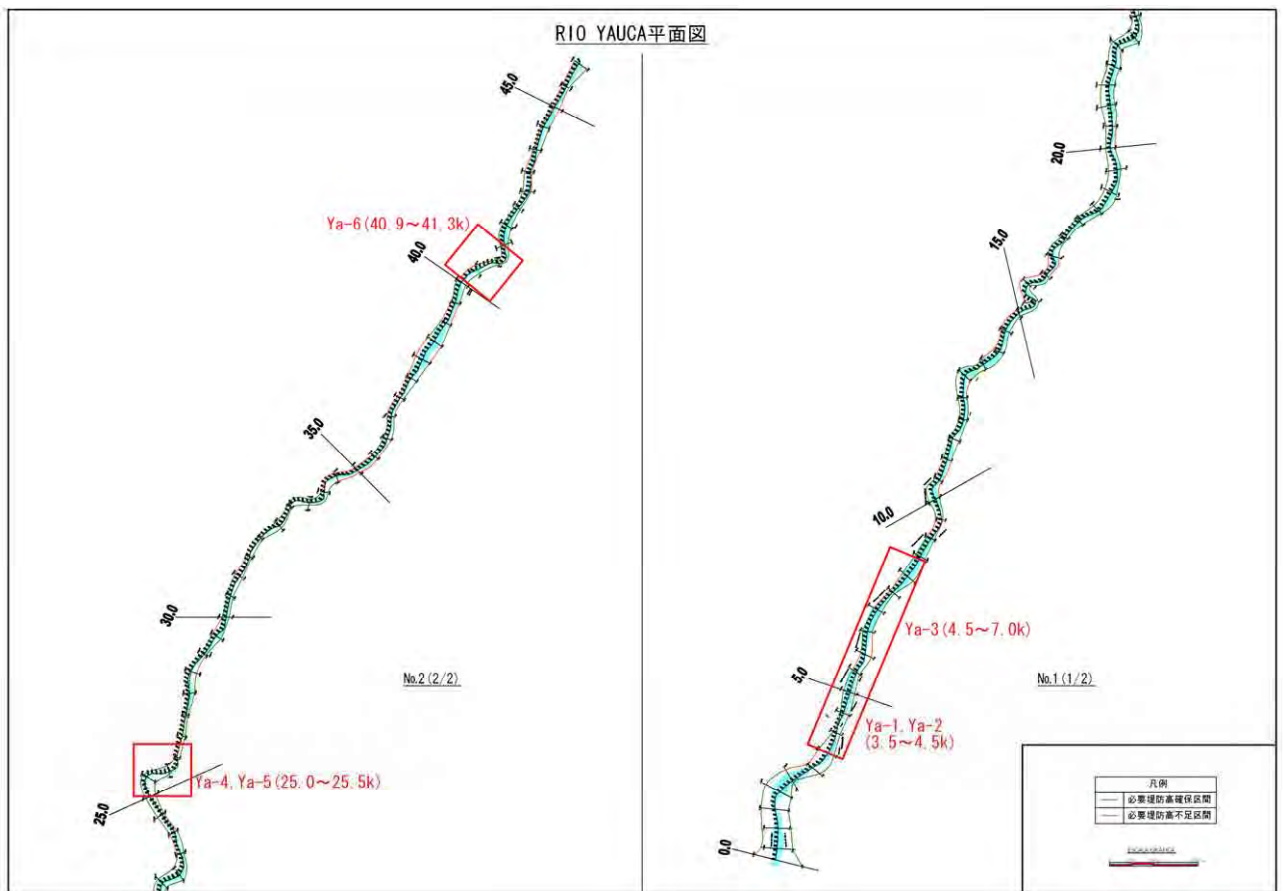 RIO YAUCA平面図
45.0
Ya-6(40.9～41.3k)
40.0
35.0
30.0
No.2(2/2)
Ya-4, Ya-5(25.0～25.5k)
25.0
20.0
15.0
10.0
Ya-3(4.5～7.0k)
5.0
No.1(1/2)
Ya-1, Ya-2
(3.5～4.5k)
0.0
凡例
必要堤防高確保区間
必要堤防高不足区間